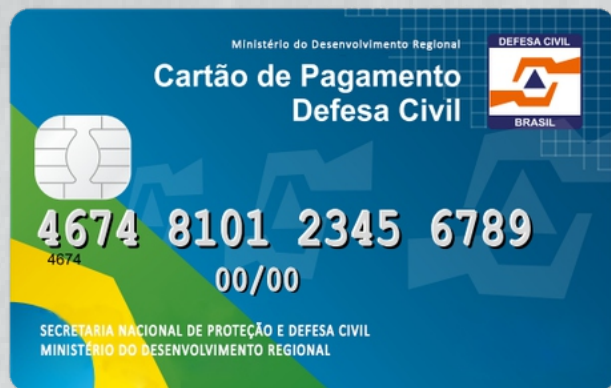 Ministério do Desenvolvimento Regional
DEFESA CIVIL
Cartão de Pagamento
Defesa Civil
BRASIL
4674 8101 2345 6789
4674
00/00
SECRETARIA NACIONAL DE PROTEÇÃO E DEFESA CIVIL
MINISTÉRIO DO DESENVOLVIMENTO REGIONAL